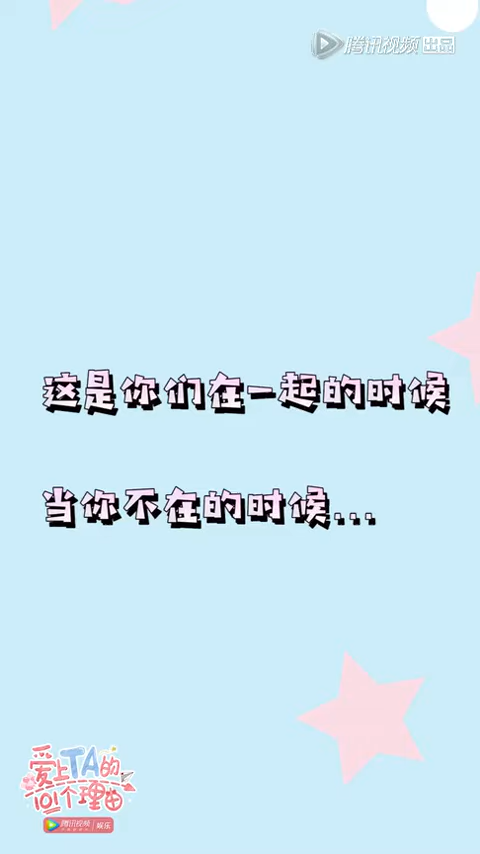 腾讯视频 出品
这是你们在一起的时候
当你不在的时候...
爱上TA的
101个理由
腾讯视频 | 娱乐